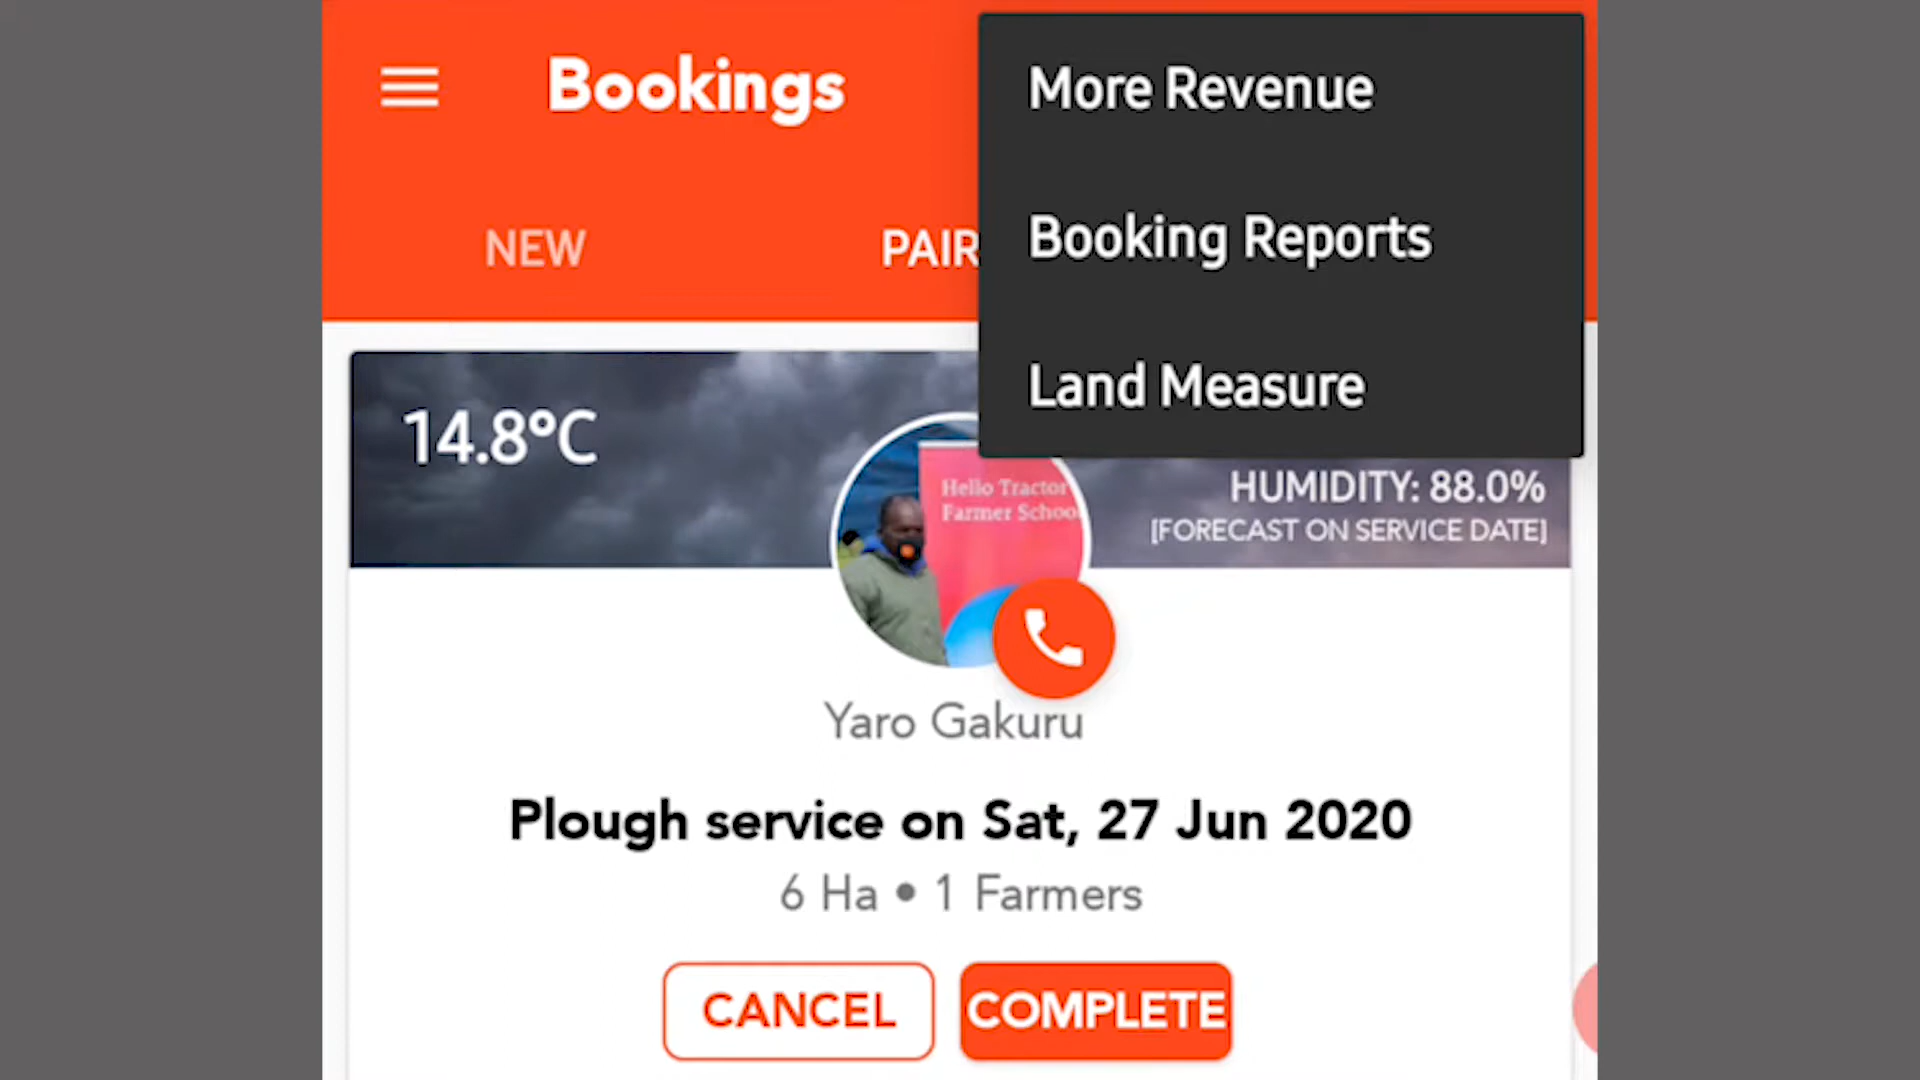 Bookings
More Revenue
Booking Reports
Land Measure
NEW
PAIR
14.8°C
HUMIDITY: 88.0%
[FORECAST ON SERVICE DATE]
Hello Tractor
Farmer School
Yaro Gakuru
Plough service on Sat, 27 Jun 2020
6 Ha • 1 Farmers
CANCEL
COMPLETE